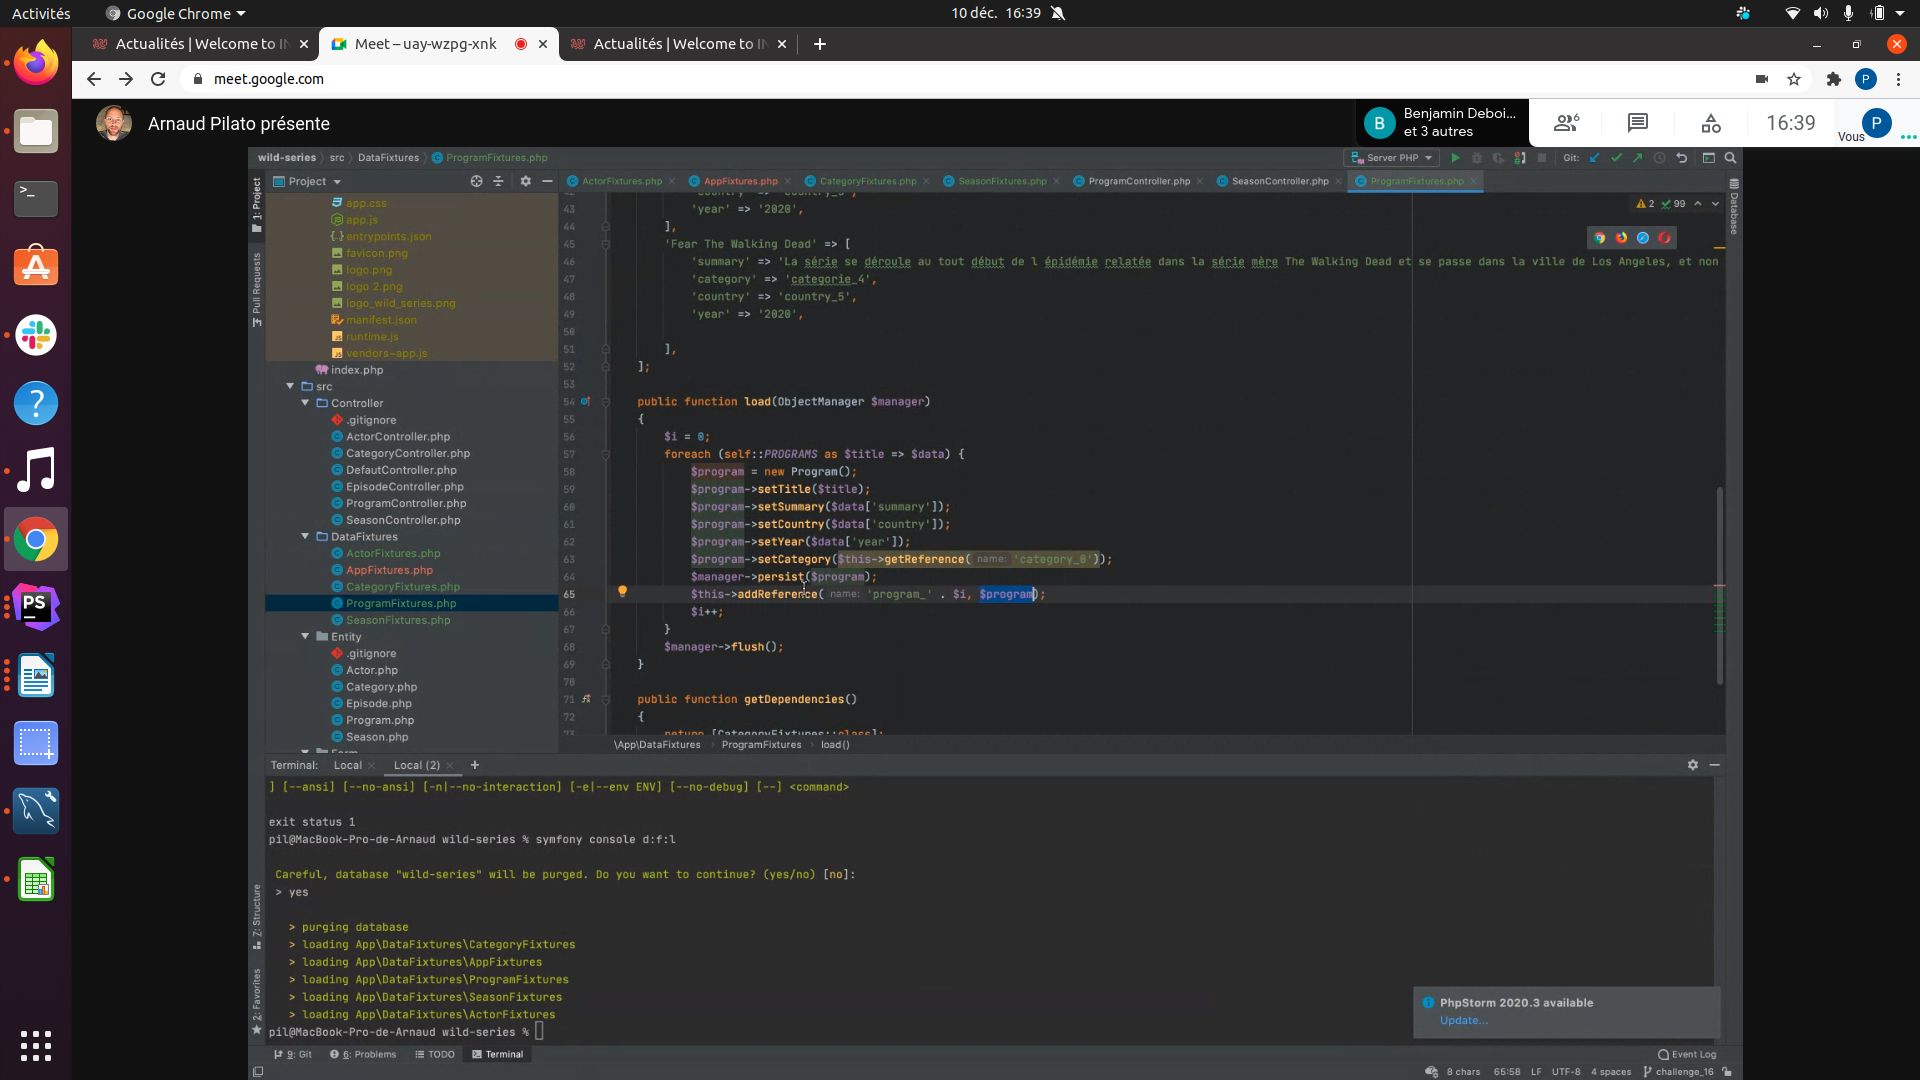 Activités
Google Chrome
10 déc. 16:39
Actualités | Welcome to IN
Meet – uay-wzpg-xnk
Actualités | Welcome to IN
meet.google.com
P
Arnaud Pilato présente
B
Benjamin Deboi...
et 3 autres
6
16:39
Vous
P
wild-series
src
DataFixtures
ProgramFixtures.php
Server PHP
Git:
1: Project
Pull Requests
Z: Structure
2: Favorites
Database
Project
ActorFixtures.php
AppFixtures.php
CategoryFixtures.php
SeasonFixtures.php
ProgramController.php
SeasonController.php
ProgramFixtures.php
app.css
app.js
entrypoints.json
favicon.png
logo.png
logo 2.png
logo_wild_series.png
manifest.json
runtime.js
vendors~app.js
index.php
src
Controller
.gitignore
ActorController.php
CategoryController.php
DefautController.php
EpisodeController.php
ProgramController.php
SeasonController.php
DataFixtures
ActorFixtures.php
AppFixtures.php
CategoryFixtures.php
ProgramFixtures.php
SeasonFixtures.php
Entity
.gitignore
Actor.php
Category.php
Episode.php
Program.php
Season.php
2 99
43 'year' => '2020',
44 ],
45 'Fear The Walking Dead' => [
46 'summary' => 'La série se déroule au tout début de l épidémie relatée dans la série mère The Walking Dead et se passe dans la ville de Los Angeles, et non
47 'category' => 'categorie_4',
48 'country' => 'country_5',
49 'year' => '2020',
50
51 ],
52 ];
53
54 public function load(ObjectManager $manager)
55 {
56 $i = 0;
57 foreach (self::PROGRAMS as $title => $data) {
58 $program = new Program();
59 $program->setTitle($title);
60 $program->setSummary($data['summary']);
61 $program->setCountry($data['country']);
62 $program->setYear($data['year']);
63 $program->setCategory($this->getReference( name: 'category_0'));
64 $manager->persist($program);
65 $this->addReference( name: 'program_' . $i, $program);
66 $i++;
67 }
68 $manager->flush();
69 }
70
71 public function getDependencies()
72 {
73 return [CategoryFixtures::class];
\App\DataFixtures
ProgramFixtures
load()
Terminal:
Local
Local (2)
] [--ansi] [--no-ansi] [-n|--no-interaction] [-e|--env ENV] [--no-debug] [--] <command>
exit status 1
pil@MacBook-Pro-de-Arnaud wild-series % symfony console d:f:l
Careful, database "wild-series" will be purged. Do you want to continue? (yes/no) [no]:
> yes
> purging database
> loading App\DataFixtures\CategoryFixtures
> loading App\DataFixtures\AppFixtures
> loading App\DataFixtures\ProgramFixtures
> loading App\DataFixtures\SeasonFixtures
> loading App\DataFixtures\ActorFixtures
pil@MacBook-Pro-de-Arnaud wild-series %
PhpStorm 2020.3 available
Update...
9: Git
6: Problems
TODO
Terminal
Event Log
8 chars
65:58
LF
UTF-8
4 spaces
challenge_16